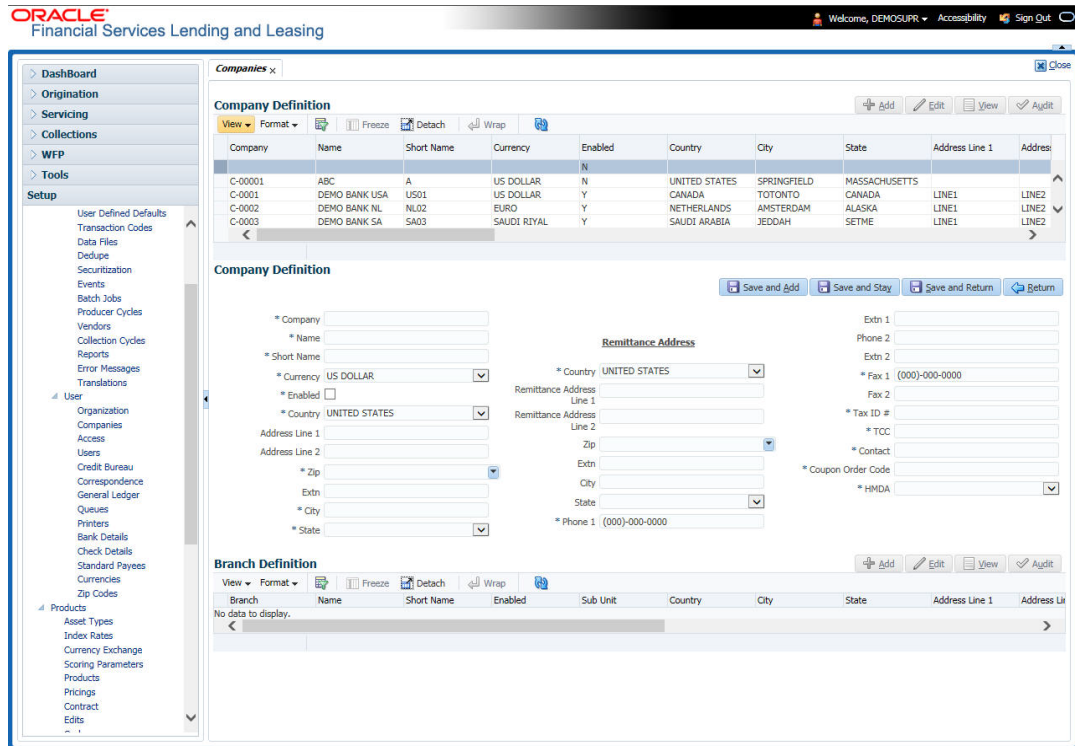 ORACLE®
Financial Services Lending and Leasing
Welcome, DEMOSUPR Accessibility Sign Out
DashBoard
Origination
Servicing
Collections
WFP
Tools
Setup
User Defined Defaults
Transaction Codes
Data Files
Dedupe
Securitization
Events
Batch Jobs
Producer Cycles
Vendors
Collection Cycles
Reports
Error Messages
Translations
User
Organization
Companies
Access
Users
Credit Bureau
Correspondence
General Ledger
Queues
Printers
Bank Details
Check Details
Standard Payees
Currencies
Zip Codes
Products
Asset Types
Index Rates
Currency Exchange
Scoring Parameters
Products
Pricings
Contract
Edits
Companies x
Close
Company Definition
Add Edit View Audit
View Format Freeze Detach Wrap
Company Name Short Name Currency Enabled Country City State Address Line 1 Address
N
C-00001 ABC A US DOLLAR N UNITED STATES SPRINGFIELD MASSACHUSETTS
C-0001 DEMO BANK USA US01 US DOLLAR Y CANADA TOTONTO CANADA LINE1 LINE2
C-0002 DEMO BANK NL NL02 EURO Y NETHERLANDS AMSTERDAM ALASKA LINE1 LINE2
C-0003 DEMO BANK SA SA03 SAUDI RIYAL Y SAUDI ARABIA JEDDAH SETME LINE1 LINE2
Company Definition
Save and Add Save and Stay Save and Return Return
* Company
* Name
* Short Name
* Currency US DOLLAR
* Enabled
* Country UNITED STATES
Address Line 1
Address Line 2
* Zip
Extn
* City
* State
Remittance Address
* Country UNITED STATES
Remittance Address Line 1
Remittance Address Line 2
Zip
Extn
City
State
* Phone 1 (000)-000-0000
Extn 1
Phone 2
Extn 2
* Fax 1 (000)-000-0000
Fax 2
* Tax ID #
* TCC
* Contact
* Coupon Order Code
* HMDA
Branch Definition
Add Edit View Audit
View Format Freeze Detach Wrap
Branch Name Short Name Enabled Sub Unit Country City State Address Line 1 Address Li
No data to display.